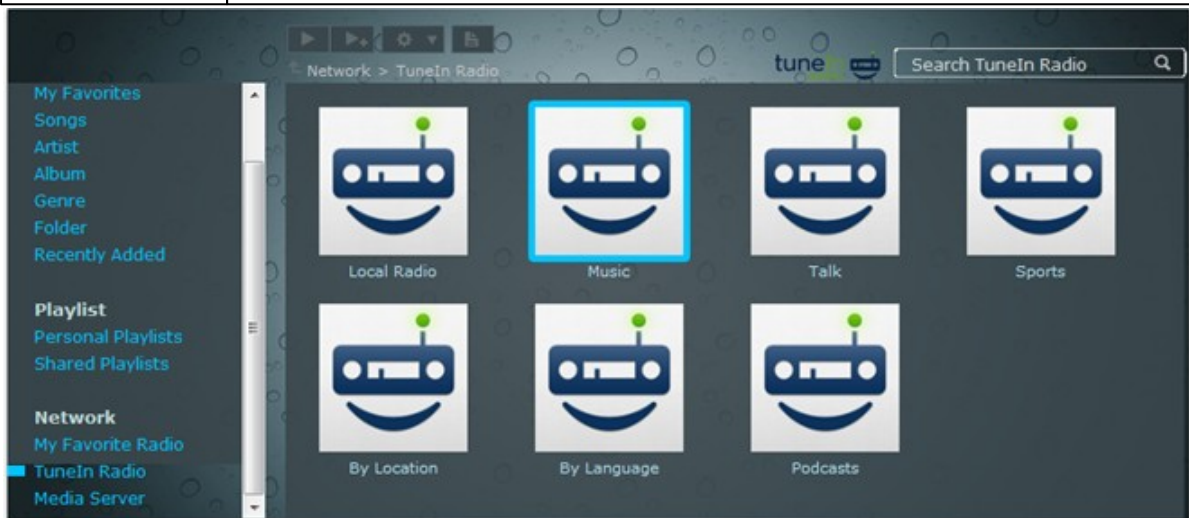 Network > TuneIn Radio
tune
Search TuneIn Radio
My Favorites
Songs
Artist
Album
Genre
Folder
Recently Added
Playlist
Personal Playlists
Shared Playlists
Network
My Favorite Radio
TuneIn Radio
Media Server
Local Radio
Music
Talk
Sports
By Location
By Language
Podcasts